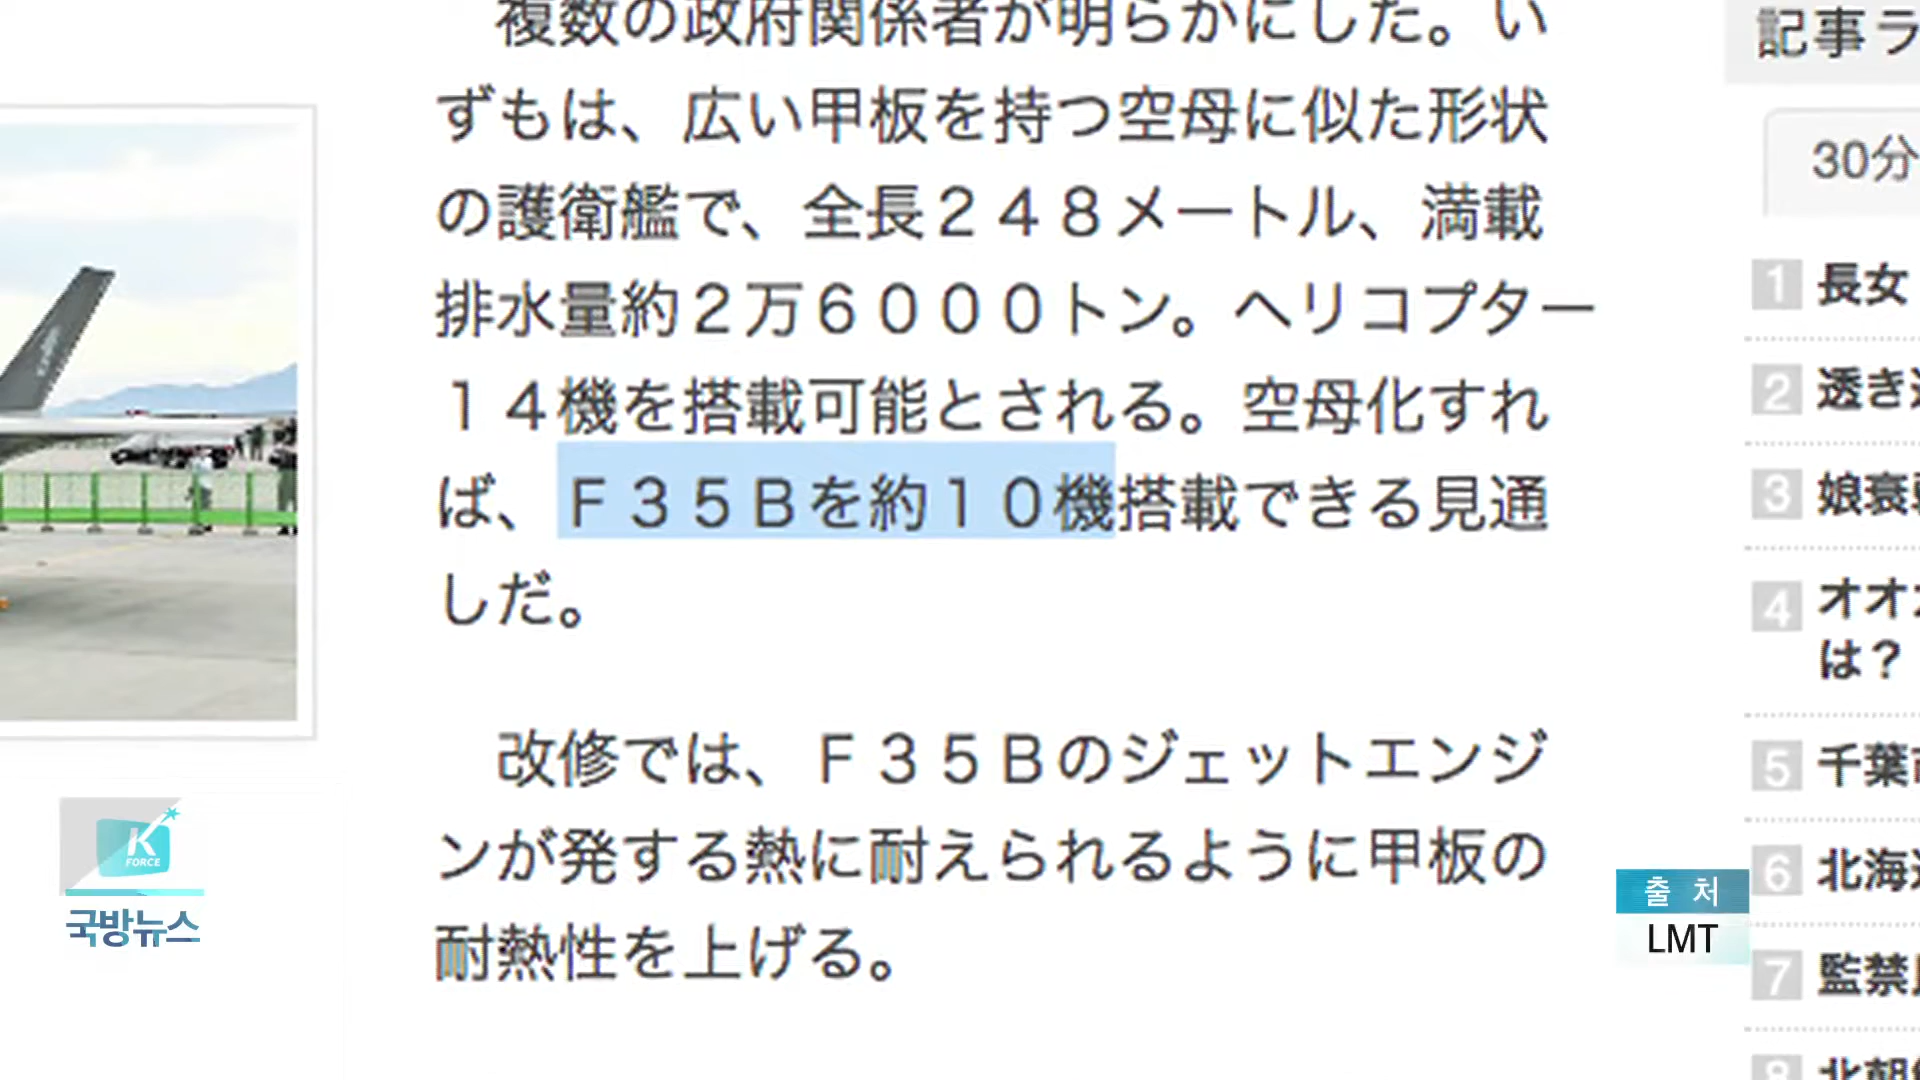 複数の政府関係者が明らかにした。い
ずもは、広い甲板を持つ空母に似た形状
の護衛艦で、全長２４８メートル、満載
排水量約２万６０００トン。ヘリコプター
１４機を搭載可能とされる。空母化すれ
ば、Ｆ３５Ｂを約１０機搭載できる見通
しだ。
改修では、Ｆ３５Ｂのジェットエンジ
ンが発する熱に耐えられるように甲板の
耐熱性を上げる。
記事ラ
30分
1 長女
2 透き
3 娘衰
4 オオ
は？
5 千葉
6 北海
7 監禁
8 北朝
K
FORCE
국방뉴스
출 처
LMT